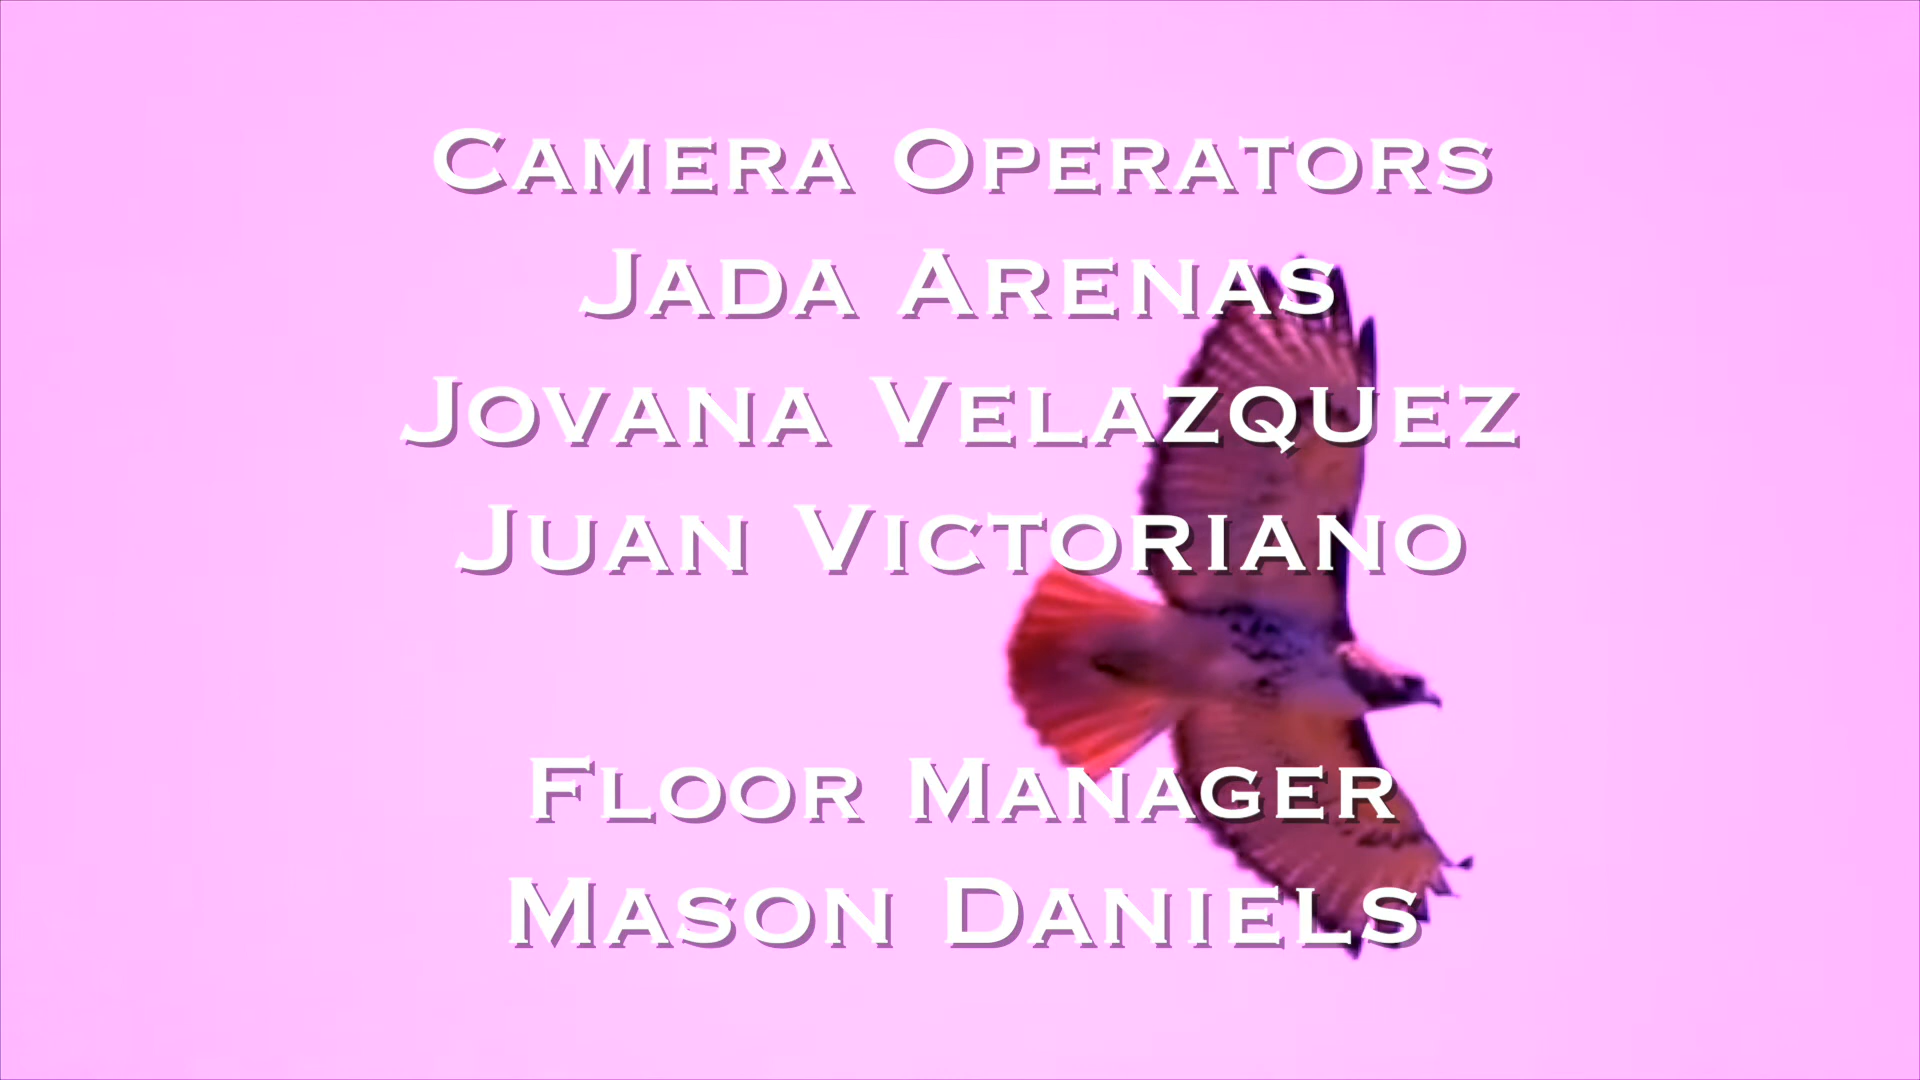 Camera Operators
Jada Arenas
Jovana Velazquez
Juan Victoriano
Floor Manager
Mason Daniels